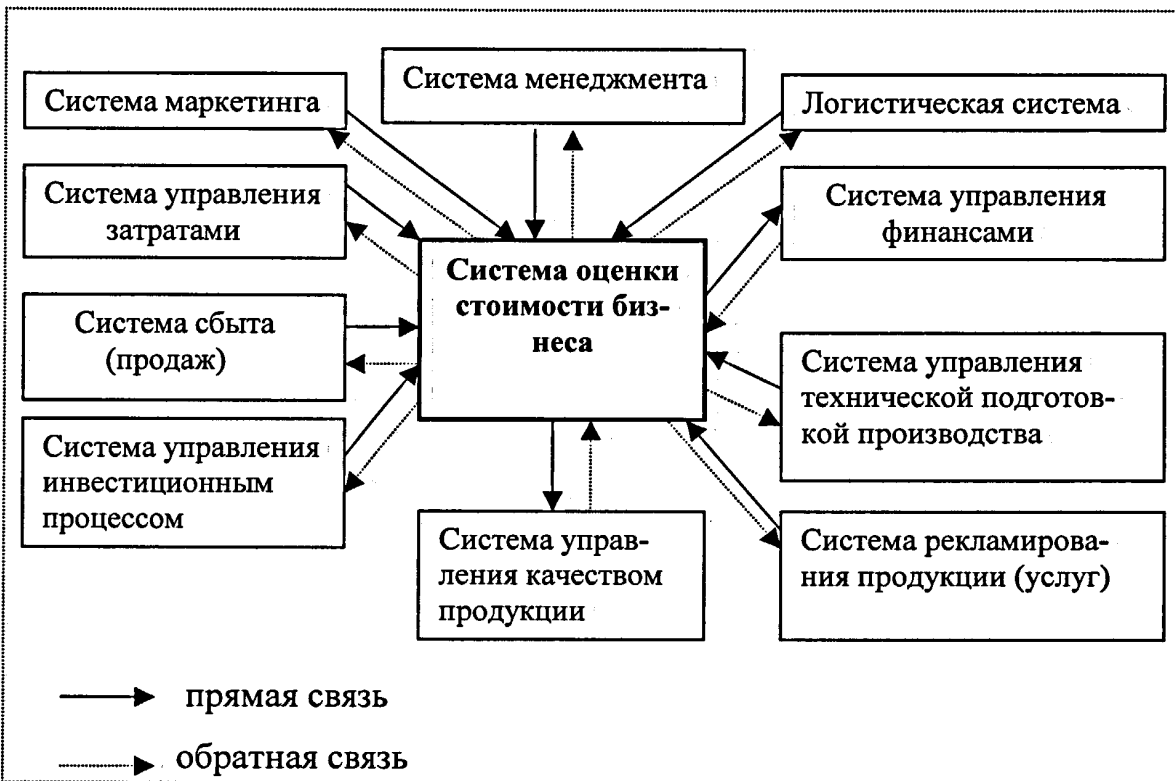 Система менеджмента
Система маркетинга
Логистическая система
Система управления
затратами
Система управления
финансами
Система оценки
стоимости биз-
неса
Система сбыта
(продаж)
Система управления
технической подготов-
кой производства
Система управления
инвестиционным
процессом
Система управ-
ления качеством
продукции
Система рекламирова-
ния продукции (услуг)
прямая связь
обратная связь